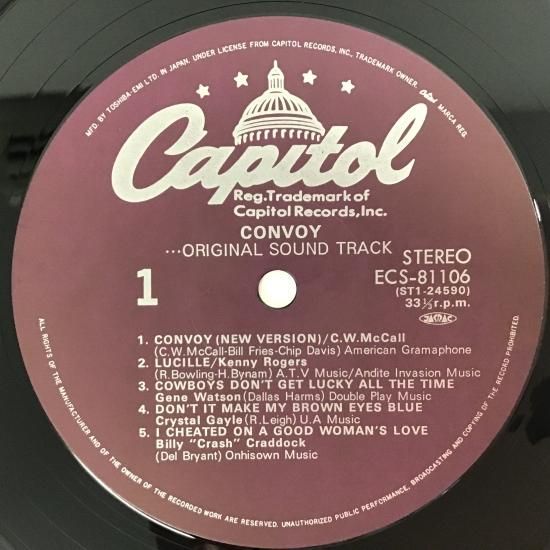 MFD. BY TOSHIBA-EMI LTD. IN JAPAN. UNDER LICENSE FROM CAPITOL RECORDS, INC., TRADEMARK OWNER. Capitol MARCA REG.
Capitol
Reg.Trademark of
Capitol Records,Inc.
CONVOY
...ORIGINAL SOUND TRACK
1
STEREO
ECS-81106
(ST1-24590)
33⅓r.p.m.
JASRAC
1. CONVOY (NEW VERSION)/C.W.McCall
(C.W.McCall-Bill Fries-Chip Davis) American Gramaphone
2. LUCILLE/Kenny Rogers
(R.Bowling-H.Bynam) A.T.V Music/Andite Invasion Music
3 COWBOYS DON'T GET LUCKY ALL THE TIME
Gene Watson(Dallas Harms) Double Play Music
4 DON'T IT MAKE MY BROWN EYES BLUE
Crystal Gayle(R.Leigh) U.A Music
5 I CHEATED ON A GOOD WOMAN'S LOVE
Billy "Crash" Craddock
(Del Bryant) Onhisown Music
ALL RIGHTS OF THE MANUFACTURER AND OF THE OWNER OF THE RECORDED WORK ARE RESERVED. UNAUTHORIZED PUBLIC PERFORMANCE, BROADCASTING AND COPYING OF THIS RECORD PROHIBITED.